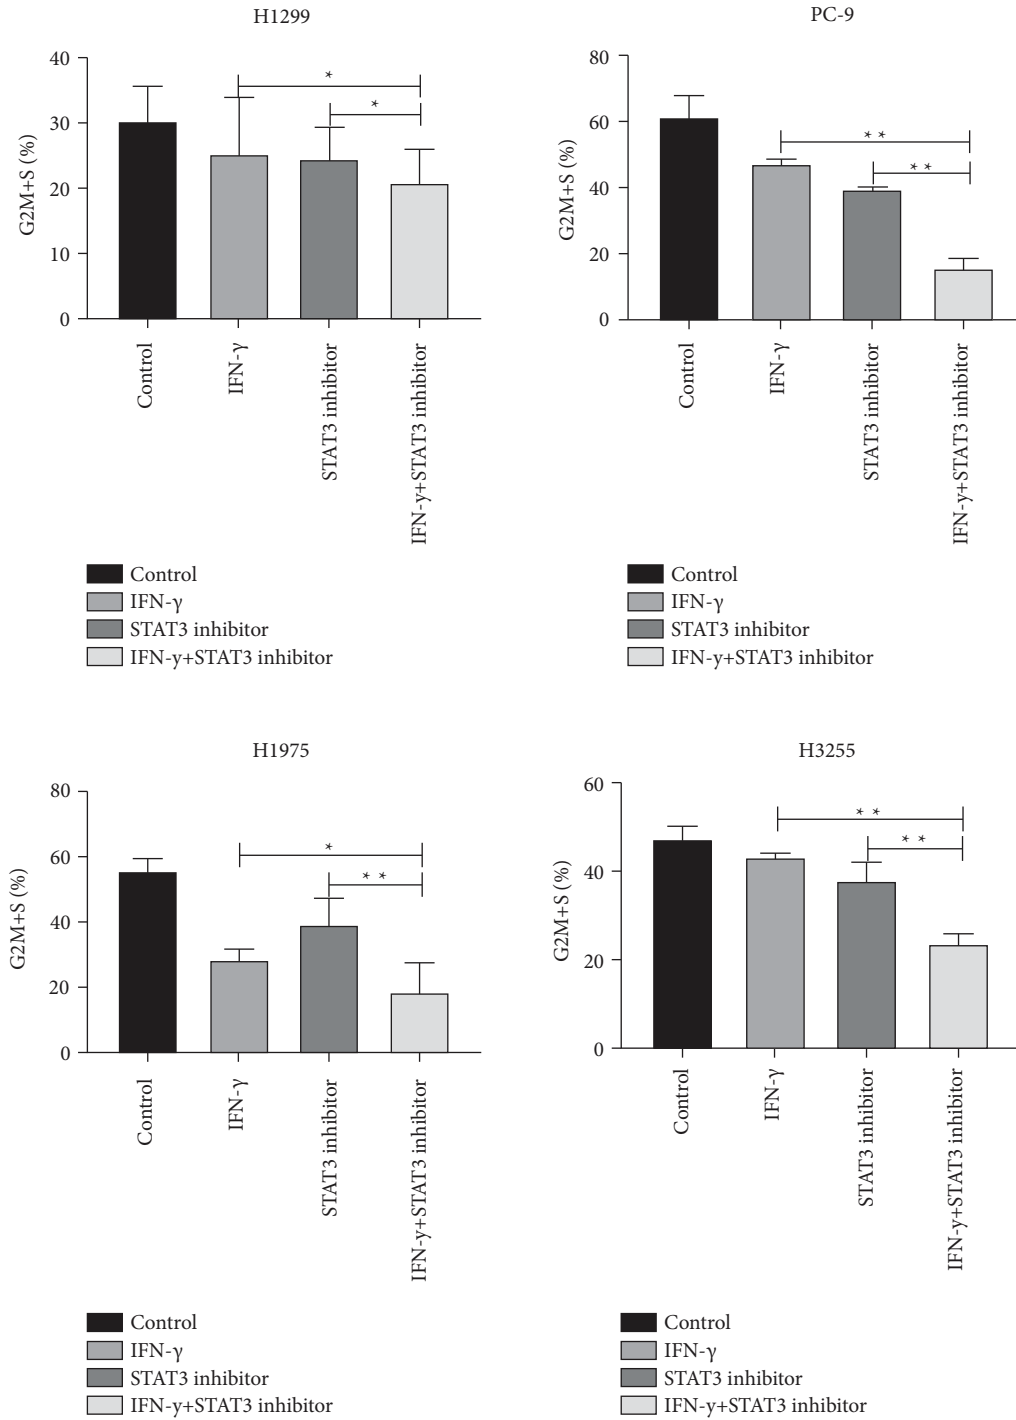 H1299
40
30
20
10
0
G2M+S (%)
*
*
Control
IFN-γ
STAT3 inhibitor
IFN-y+STAT3 inhibitor
Control
IFN-γ
STAT3 inhibitor
IFN-y+STAT3 inhibitor
PC-9
80
60
40
20
0
G2M+S (%)
* *
* *
Control
IFN-γ
STAT3 inhibitor
IFN-y+STAT3 inhibitor
Control
IFN-γ
STAT3 inhibitor
IFN-y+STAT3 inhibitor
H1975
80
60
40
20
0
G2M+S (%)
*
* *
Control
IFN-γ
STAT3 inhibitor
IFN-y+STAT3 inhibitor
Control
IFN-γ
STAT3 inhibitor
IFN-y+STAT3 inhibitor
H3255
60
40
20
0
G2M+S (%)
* *
* *
Control
IFN-γ
STAT3 inhibitor
IFN-y+STAT3 inhibitor
Control
IFN-γ
STAT3 inhibitor
IFN-y+STAT3 inhibitor